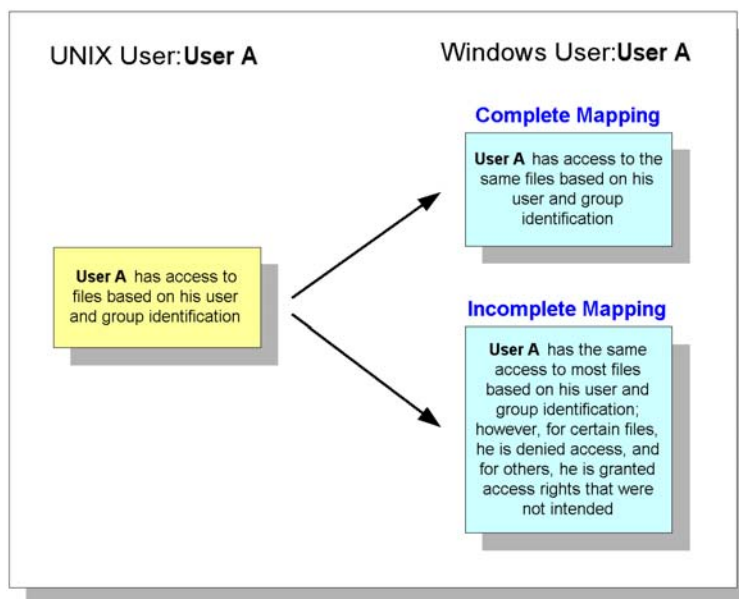 UNIX User:User A
Windows User:User A
Complete Mapping
User A has access to the
same files based on his
user and group
identification
User A has access to
files based on his user
and group identification
Incomplete Mapping
User A has the same
access to most files
based on his user and
group identification;
however, for certain files,
he is denied access, and
for others, he is granted
access rights that were
not intended